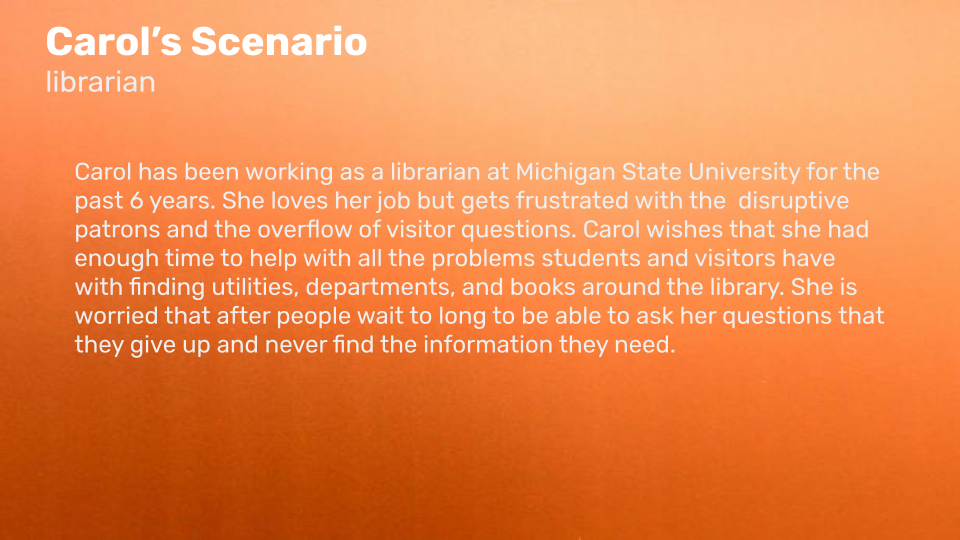 Carol’s Scenario
librarian
Carol has been working as a librarian at Michigan State University for the
past 6 years. She loves her job but gets frustrated with the  disruptive
patrons and the overflow of visitor questions. Carol wishes that she had
enough time to help with all the problems students and visitors have
with finding utilities, departments, and books around the library. She is
worried that after people wait to long to be able to ask her questions that
they give up and never find the information they need.